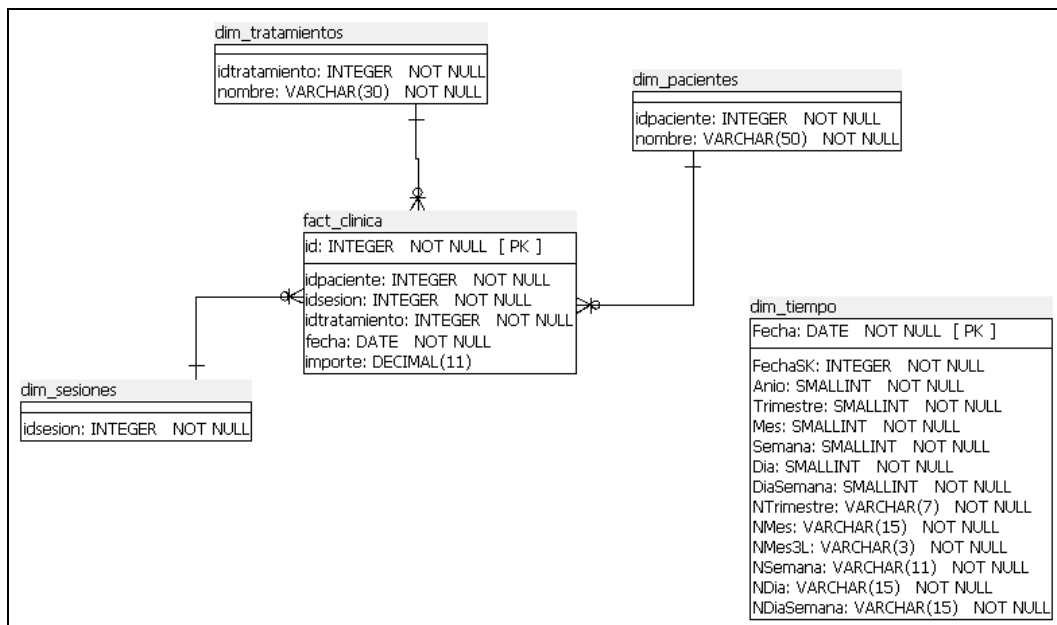 dim_tratamientos
idtratamiento: INTEGER NOT NULL
nombre: VARCHAR(30) NOT NULL
dim_pacientes
idpaciente: INTEGER NOT NULL
nombre: VARCHAR(50) NOT NULL
fact_clinica
id: INTEGER NOT NULL [ PK ]
idpaciente: INTEGER NOT NULL
idsesion: INTEGER NOT NULL
idtratamiento: INTEGER NOT NULL
fecha: DATE NOT NULL
importe: DECIMAL(11)
dim_sesiones
idsesion: INTEGER NOT NULL
dim_tiempo
Fecha: DATE NOT NULL [ PK ]
FechaSK: INTEGER NOT NULL
Anio: SMALLINT NOT NULL
Trimestre: SMALLINT NOT NULL
Mes: SMALLINT NOT NULL
Semana: SMALLINT NOT NULL
Dia: SMALLINT NOT NULL
DiaSemana: SMALLINT NOT NULL
NTrimestre: VARCHAR(7) NOT NULL
NMes: VARCHAR(15) NOT NULL
NMes3L: VARCHAR(3) NOT NULL
NSemana: VARCHAR(11) NOT NULL
NDia: VARCHAR(15) NOT NULL
NDiaSemana: VARCHAR(15) NOT NULL